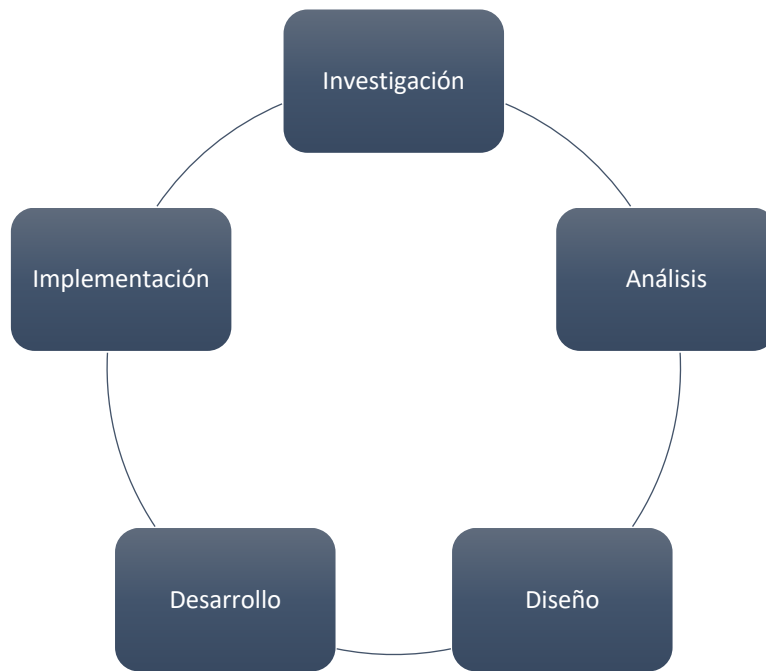 Investigación
Análisis
Diseño
Desarrollo
Implementación